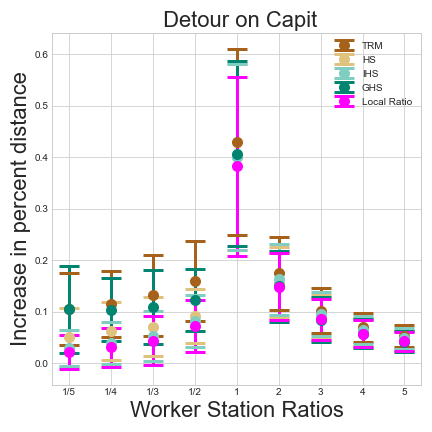 Detour on Capit
Increase in percent distance
0.6
0.5
0.4
0.3
0.2
0.1
0.0
TRM
HS
IHS
GHS
Local Ratio
1/5 1/4 1/3 1/2 1 2 3 4 5
Worker Station Ratios